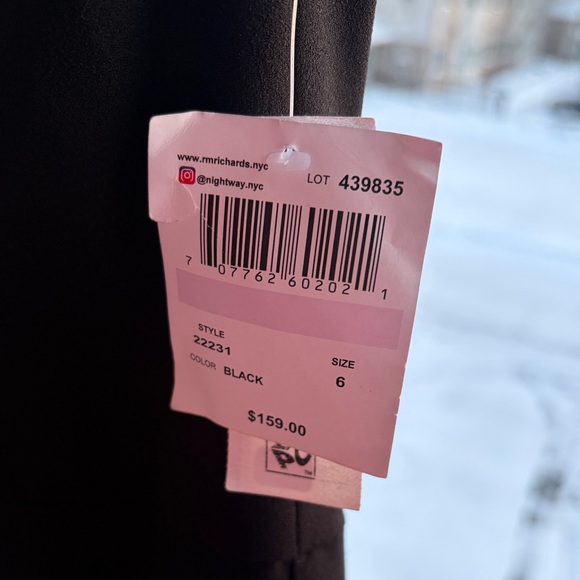 www.rmrichards.nyc
@nightway.nyc
LOT 439835
7 07762 60202 1
STYLE
22231
COLOR BLACK
SIZE
6
$159.00